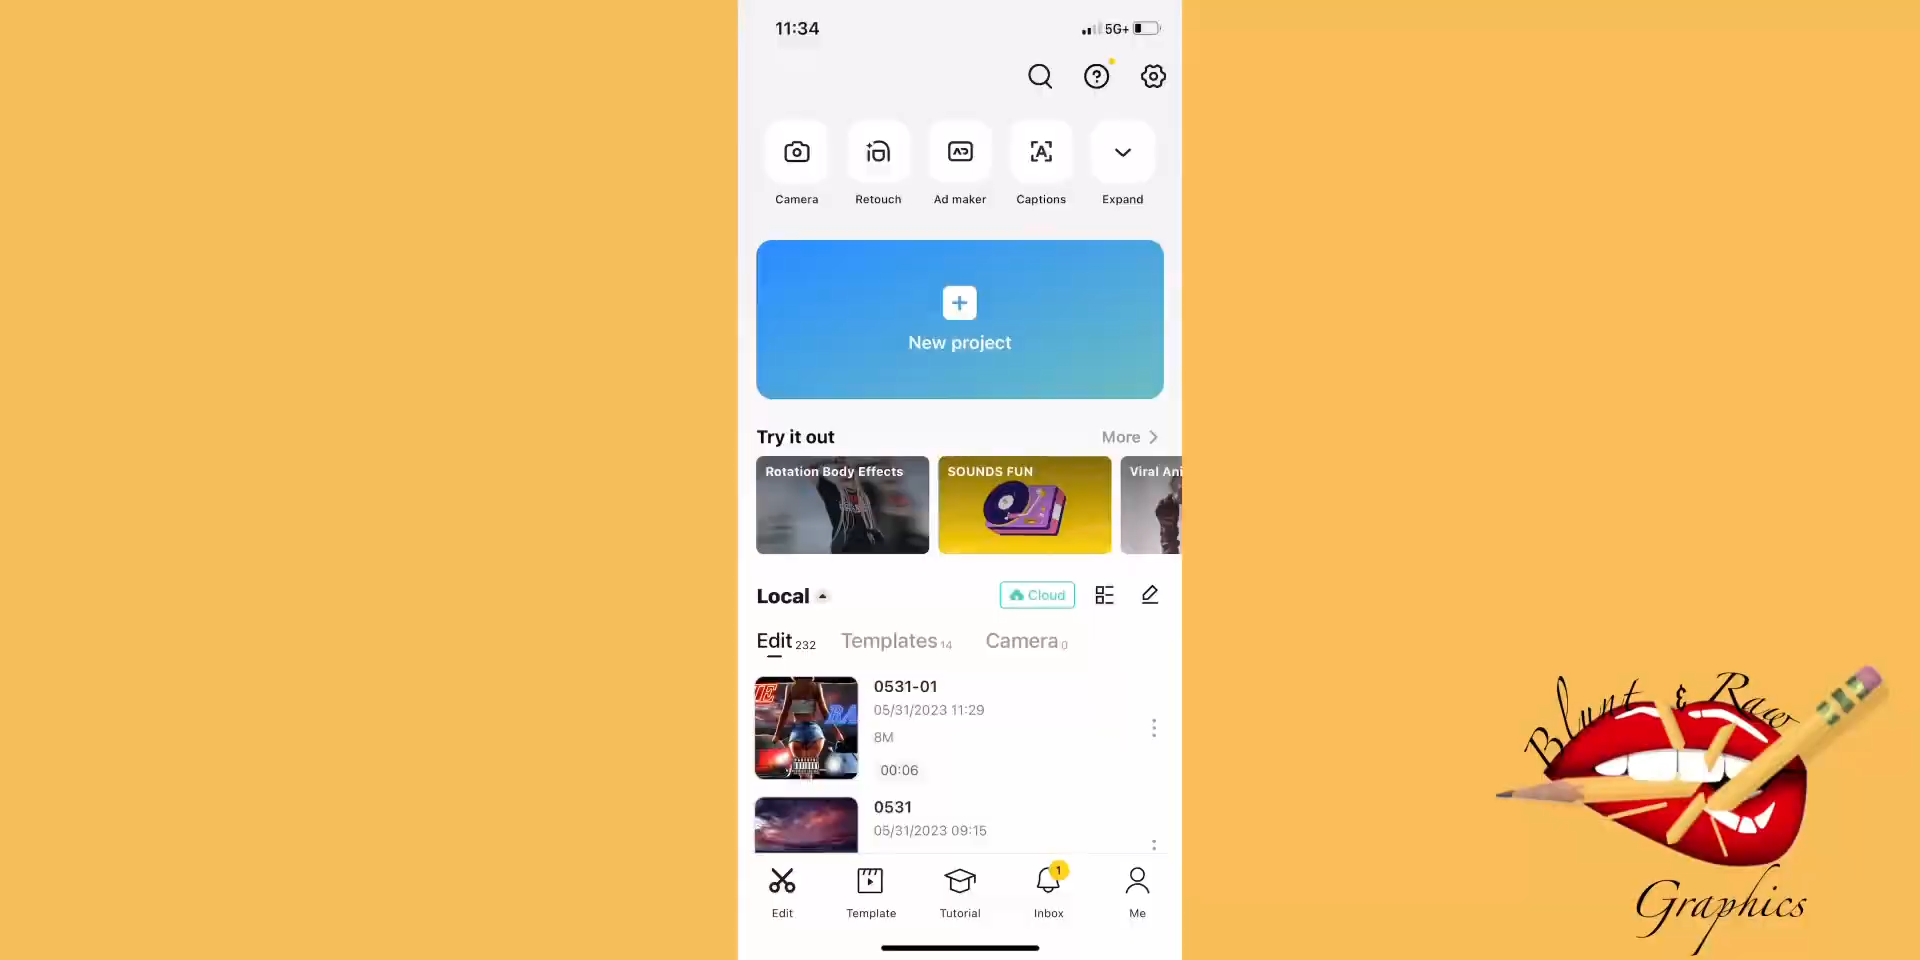 11:34
5G+
Camera
Retouch
Ad maker
Captions
Expand
New project
Try it out
More
Rotation Body Effects
SOUNDS FUN
Viral Ani
Local
Cloud
Edit 232
Templates 14
Camera 0
0531-01
05/31/2023 11:29
8M
00:06
0531
05/31/2023 09:15
1
Edit
Template
Tutorial
Inbox
Me
Blunt & Raw
Graphics